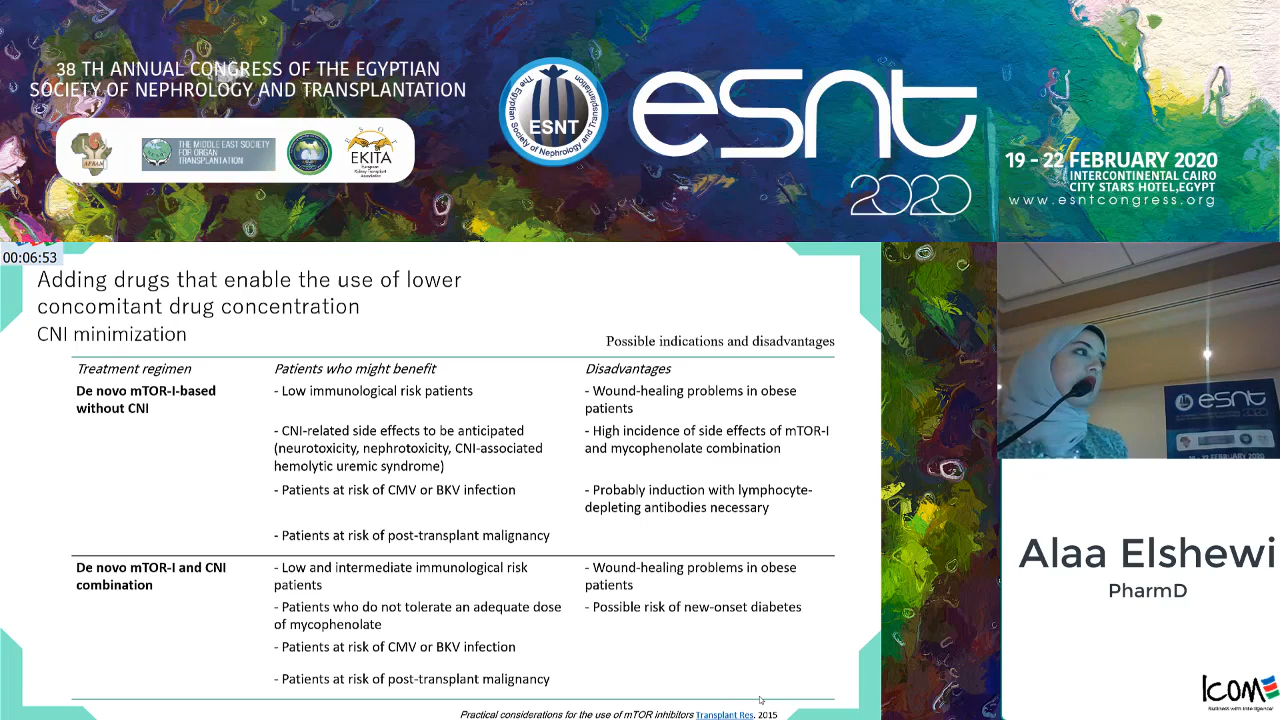 38 TH ANNUAL CONGRESS OF THE EGYPTIAN
SOCIETY OF NEPHROLOGY AND TRANSPLANTATION
AFRAN
THE MIDDLE EAST SOCIETY
FOR ORGAN
TRANSPLANTATION
EKITA
The Egyptian Society of Nephrology and Transplantation
ESNT
esnt
2020
19 - 22 FEBRUARY 2020
INTERCONTINENTAL CAIRO
CITY STARS HOTEL,EGYPT
www.esntcongress.org
00:06:53
Adding drugs that enable the use of lower
concomitant drug concentration
CNI minimization
Possible indications and disadvantages
Treatment regimen Patients who might benefit Disadvantages
De novo mTOR-I-based
without CNI
- Low immunological risk patients
- Wound-healing problems in obese
patients
- CNI-related side effects to be anticipated
(neurotoxicity, nephrotoxicity, CNI-associated
hemolytic uremic syndrome)
- High incidence of side effects of mTOR-I
and mycophenolate combination
- Patients at risk of CMV or BKV infection
- Probably induction with lymphocyte-
depleting antibodies necessary
- Patients at risk of post-transplant malignancy
De novo mTOR-I and CNI
combination
- Low and intermediate immunological risk
patients
- Wound-healing problems in obese
patients
- Patients who do not tolerate an adequate dose
of mycophenolate
- Possible risk of new-onset diabetes
- Patients at risk of CMV or BKV infection
- Patients at risk of post-transplant malignancy
Practical considerations for the use of mTOR inhibitors Transplant Res. 2015
esnt
Alaa Elshewi
PharmD
ICOM